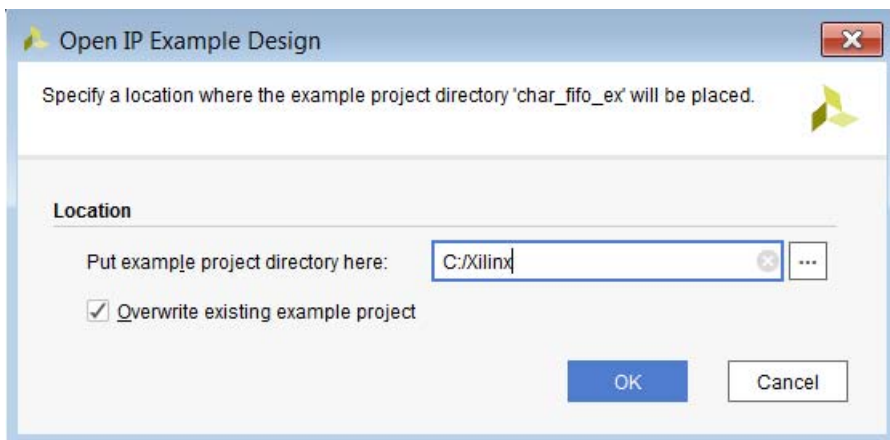 Open IP Example Design
Specify a location where the example project directory 'char_fifo_ex' will be placed.
Location
Put example project directory here: C:/Xilinx ...
Overwrite existing example project
OK Cancel